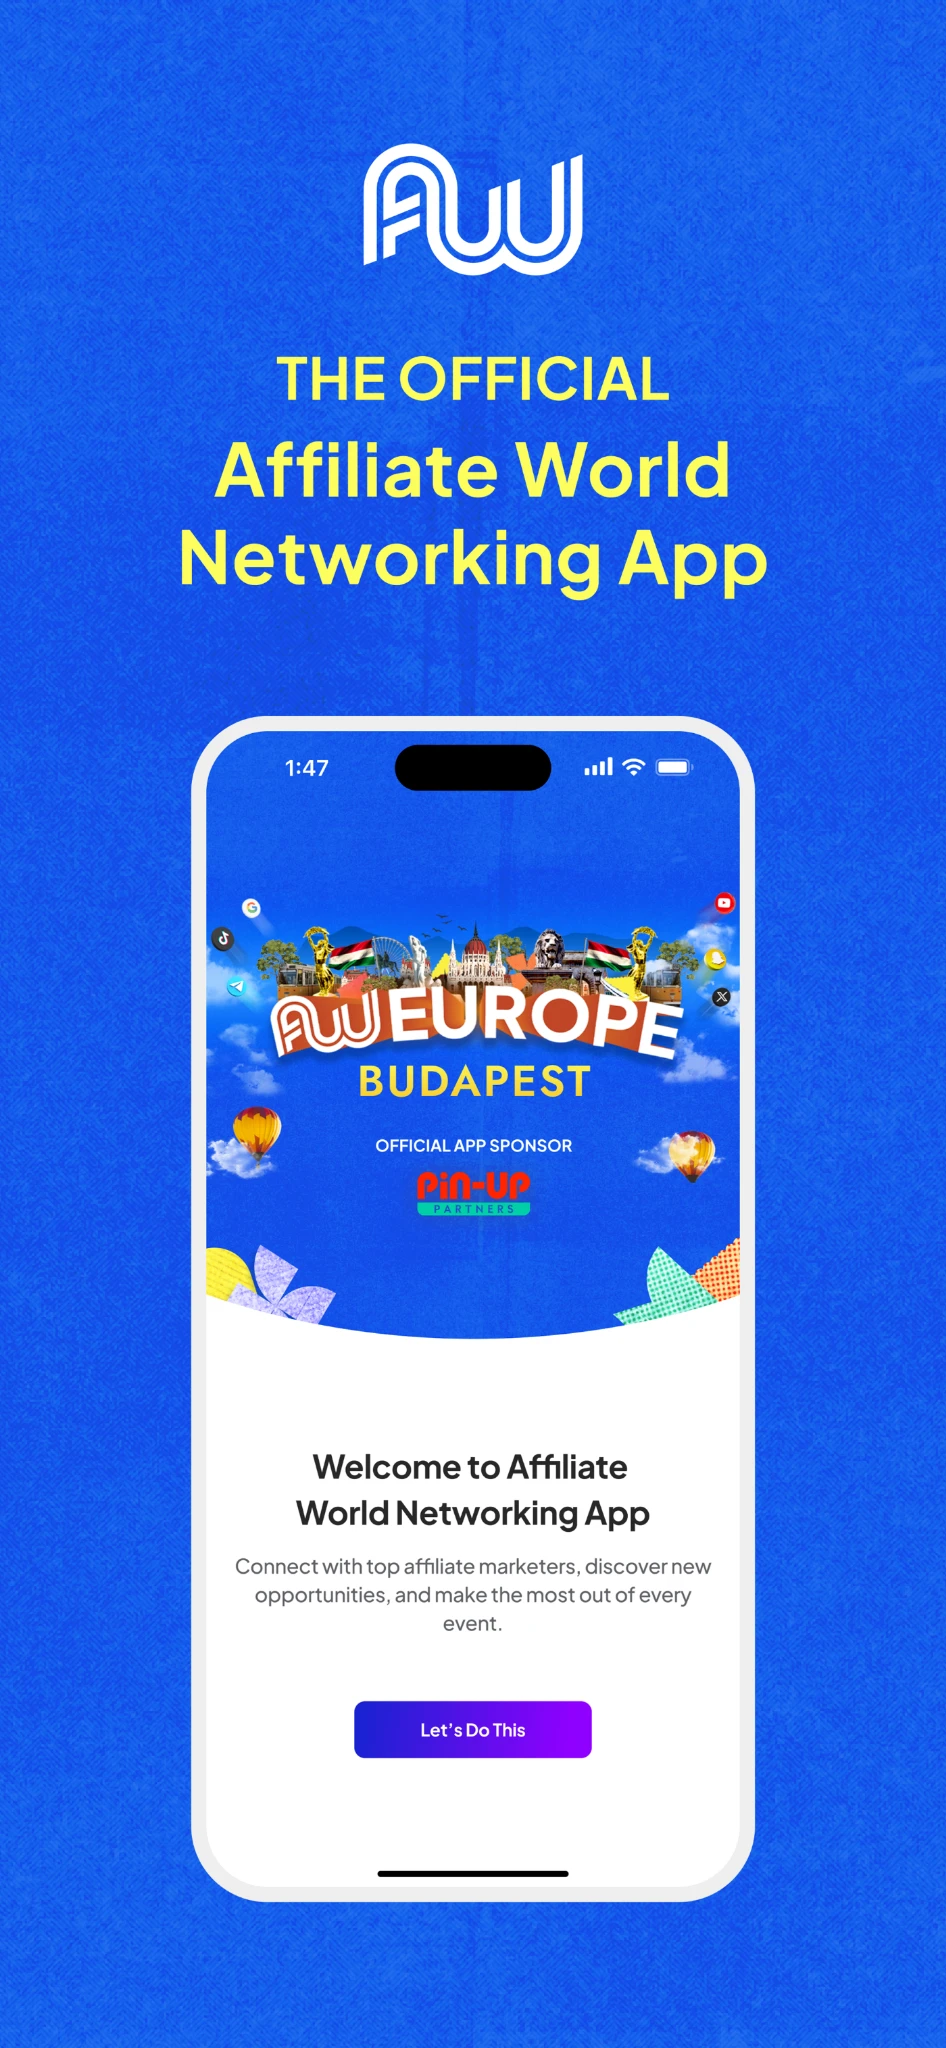 AW
THE OFFICIAL
Affiliate World
Networking App
1:47
AW EUROPE
BUDAPEST
OFFICIAL APP SPONSOR
PiN-UP
PARTNERS
Welcome to Affiliate
World Networking App
Connect with top affiliate marketers, discover new
opportunities, and make the most out of every
event.
Let's Do This